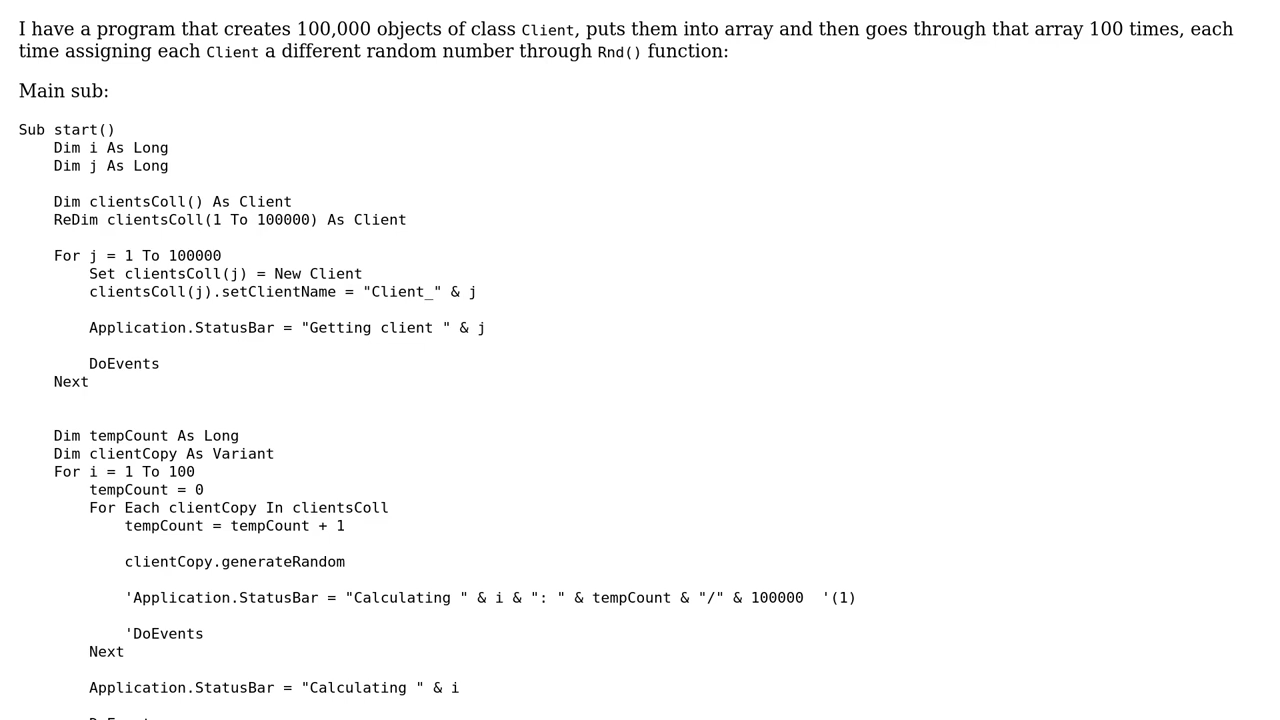 I have a program that creates 100,000 objects of class Client, puts them into array and then goes through that array 100 times, each
time assigning each Client a different random number through Rnd() function:
Main sub:
Sub start()
    Dim i As Long
    Dim j As Long
    Dim clientsColl() As Client
    ReDim clientsColl(1 To 100000) As Client
    For j = 1 To 100000
        Set clientsColl(j) = New Client
        clientsColl(j).setClientName = "Client_" & j
        Application.StatusBar = "Getting client " & j
        DoEvents
    Next
    Dim tempCount As Long
    Dim clientCopy As Variant
    For i = 1 To 100
        tempCount = 0
        For Each clientCopy In clientsColl
            tempCount = tempCount + 1
            clientCopy.generateRandom
            'Application.StatusBar = "Calculating " & i & ": " & tempCount & "/" & 100000  '(1)
            'DoEvents
        Next
        Application.StatusBar = "Calculating " & i